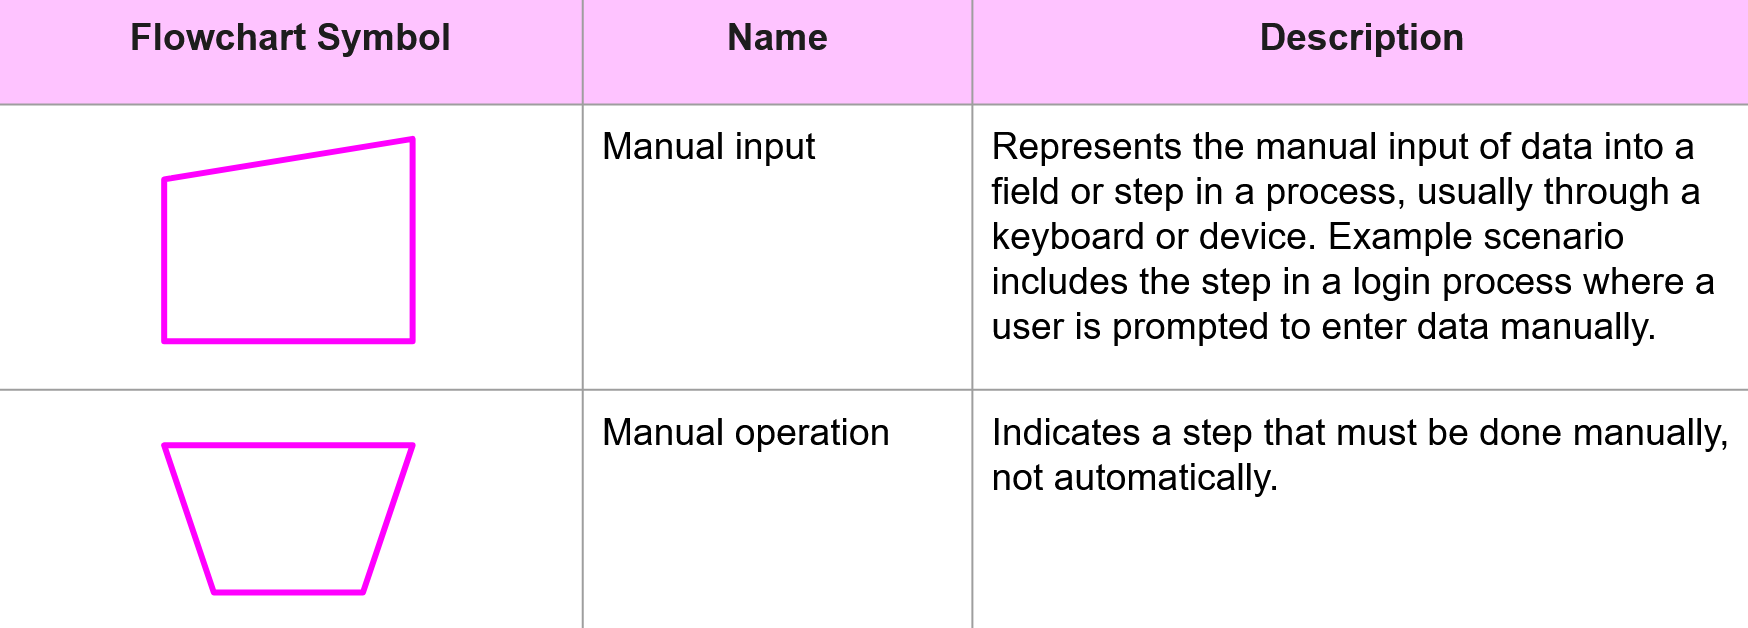 Flowchart Symbol
Name
Description
Manual input
Represents the manual input of data into a
field or step in a process, usually through a
keyboard or device. Example scenario
includes the step in a login process where a
user is prompted to enter data manually.
Manual operation
Indicates a step that must be done manually,
not automatically.